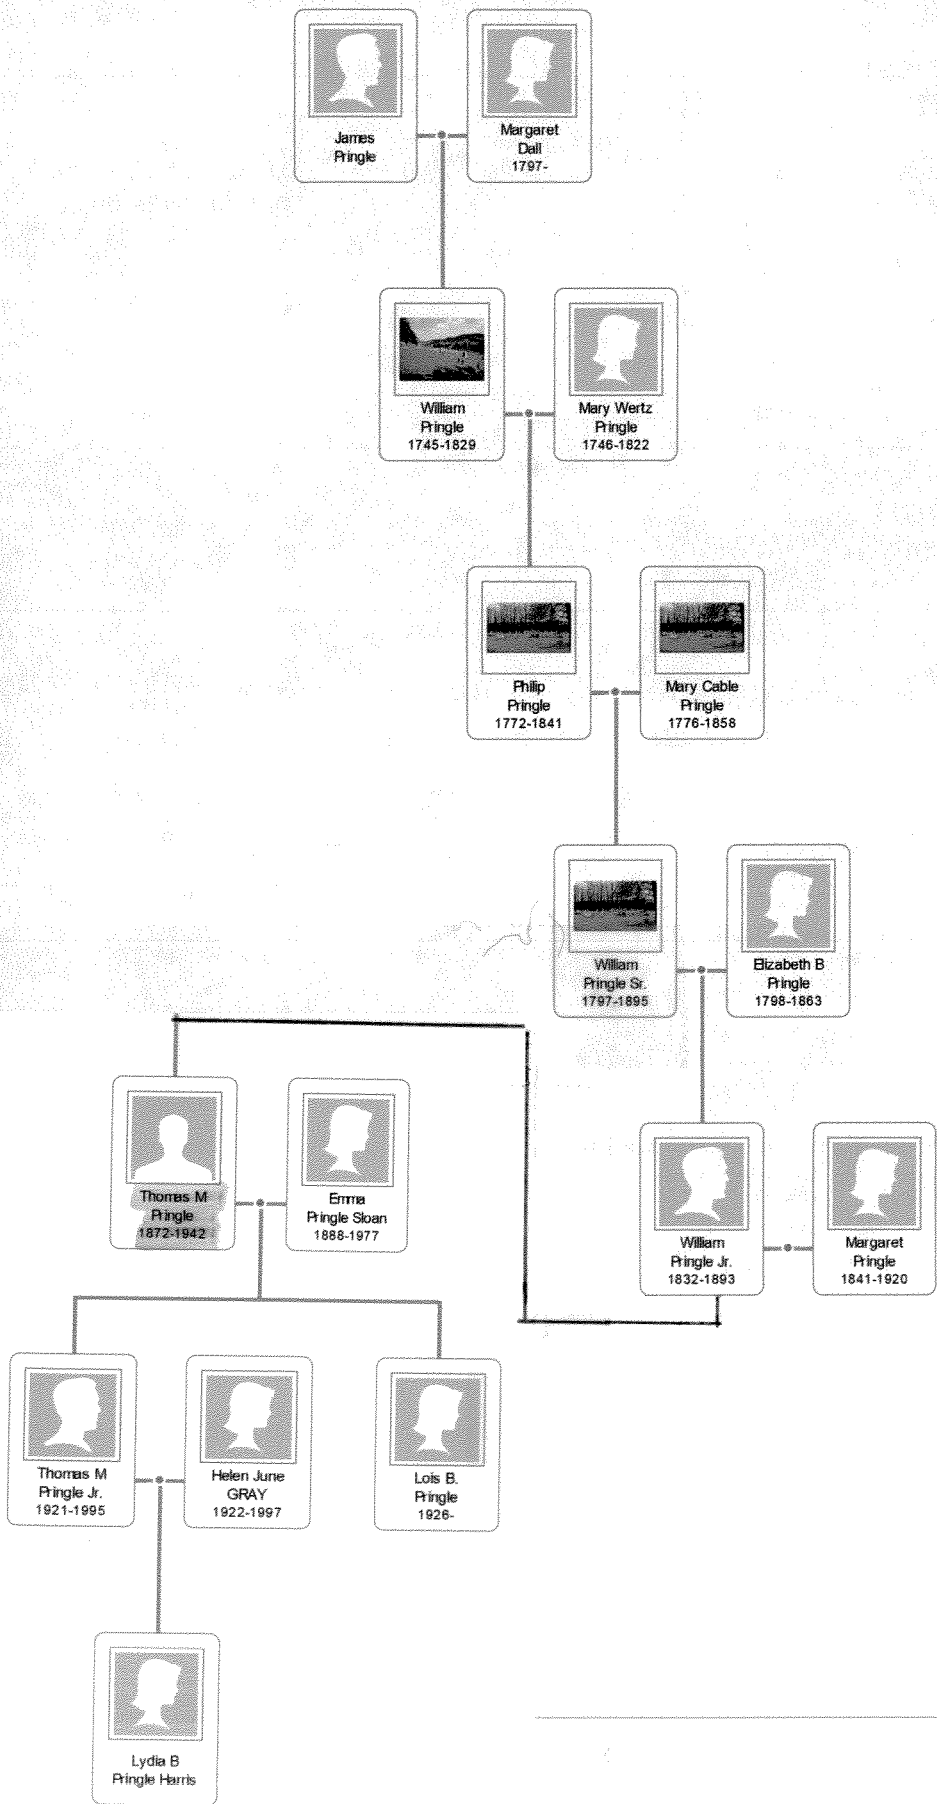 James
Pringle
Margaret
Dall
1797-
William
Pringle
1745-1829
Mary Wertz
Pringle
1746-1822
Philip
Pringle
1772-1841
Mary Cable
Pringle
1776-1858
William
Pringle Sr.
1797-1895
Elizabeth B
Pringle
1798-1863
William
Pringle Jr.
1832-1893
Margaret
Pringle
1841-1920
Thomas M
Pringle
1872-1942
Emma
Pringle Sloan
1888-1977
Thomas M
Pringle Jr.
1921-1995
Helen June
GRAY
1922-1997
Lois B.
Pringle
1926-
Lydia B
Pringle Harris